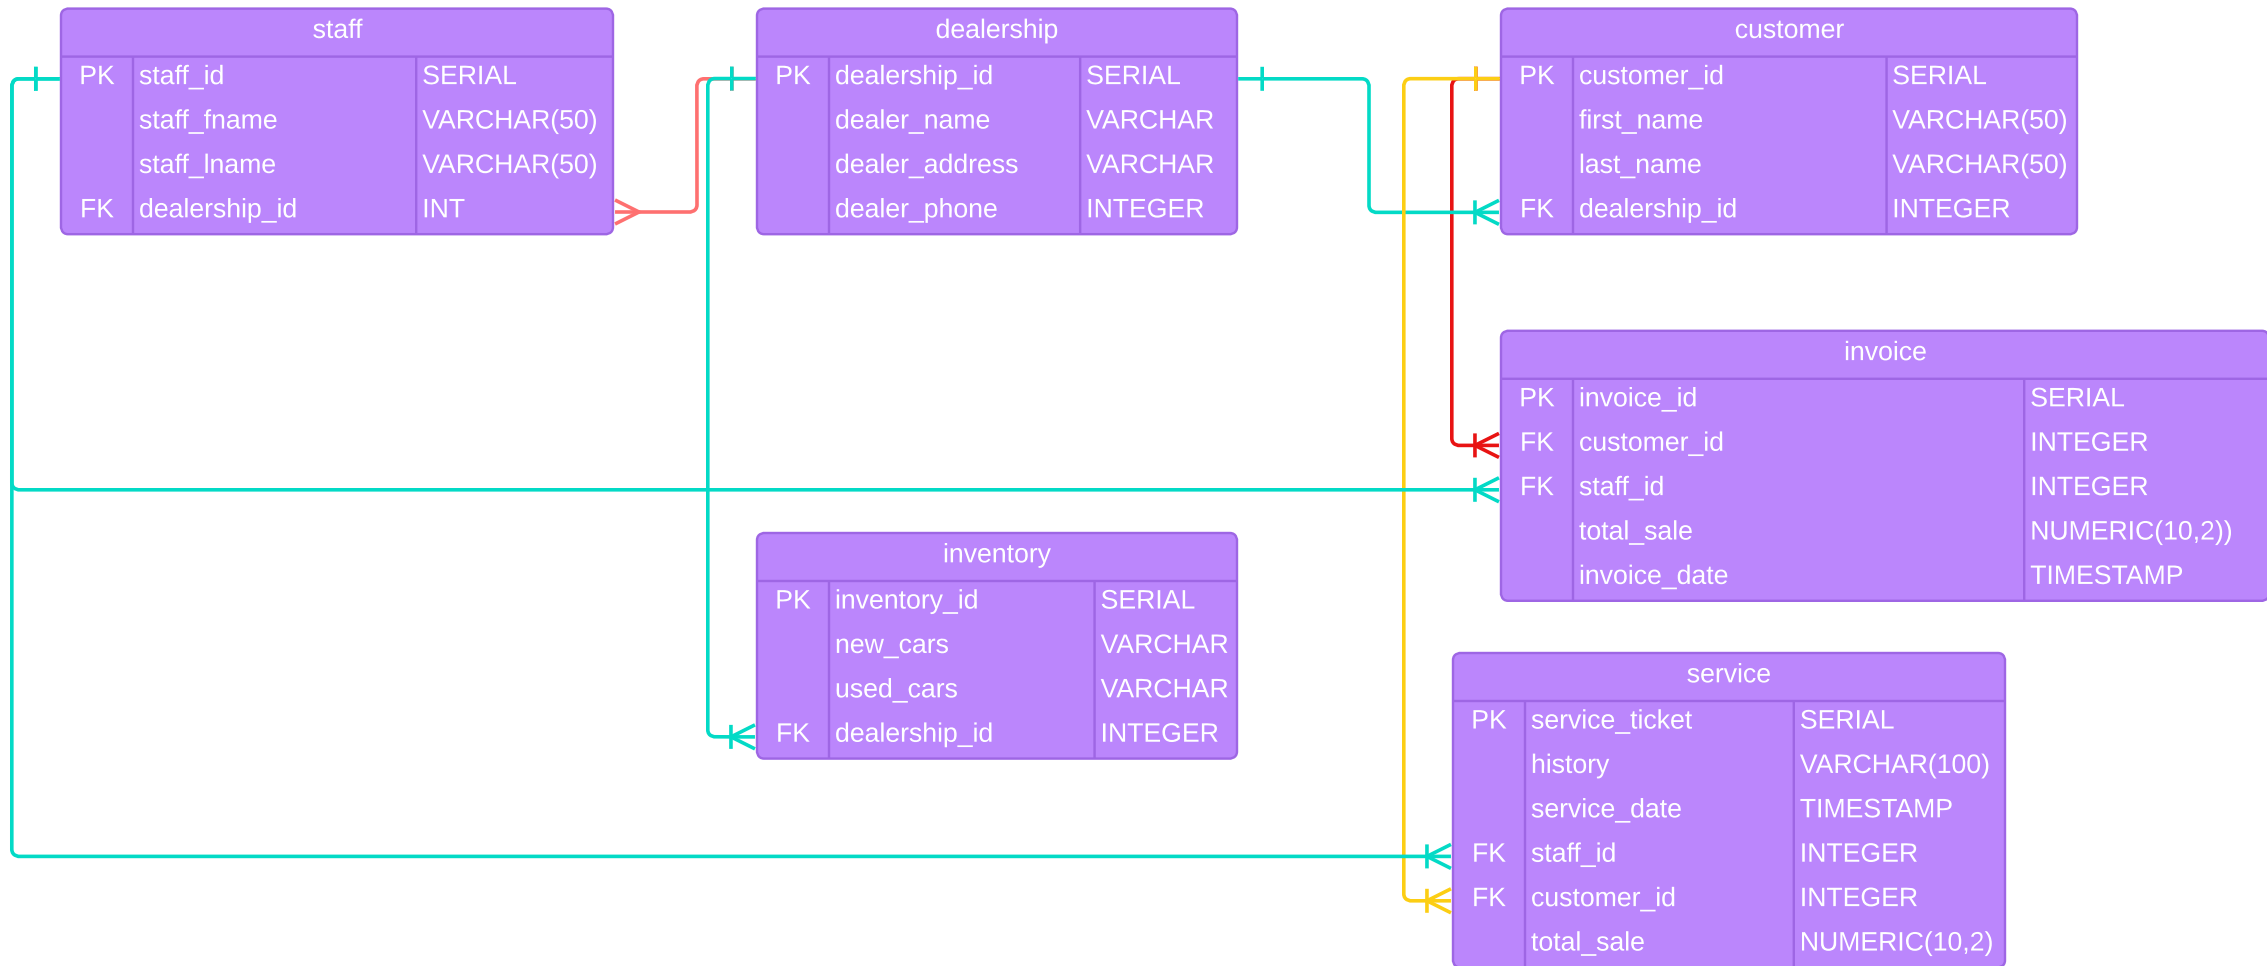 staff
PK staff_id SERIAL
staff_fname VARCHAR(50)
staff_lname VARCHAR(50)
FK dealership_id INT
dealership
PK dealership_id SERIAL
dealer_name VARCHAR
dealer_address VARCHAR
dealer_phone INTEGER
customer
PK customer_id SERIAL
first_name VARCHAR(50)
last_name VARCHAR(50)
FK dealership_id INTEGER
invoice
PK invoice_id SERIAL
FK customer_id INTEGER
FK staff_id INTEGER
total_sale NUMERIC(10,2))
invoice_date TIMESTAMP
inventory
PK inventory_id SERIAL
new_cars VARCHAR
used_cars VARCHAR
FK dealership_id INTEGER
service
PK service_ticket SERIAL
history VARCHAR(100)
service_date TIMESTAMP
FK staff_id INTEGER
FK customer_id INTEGER
total_sale NUMERIC(10,2)